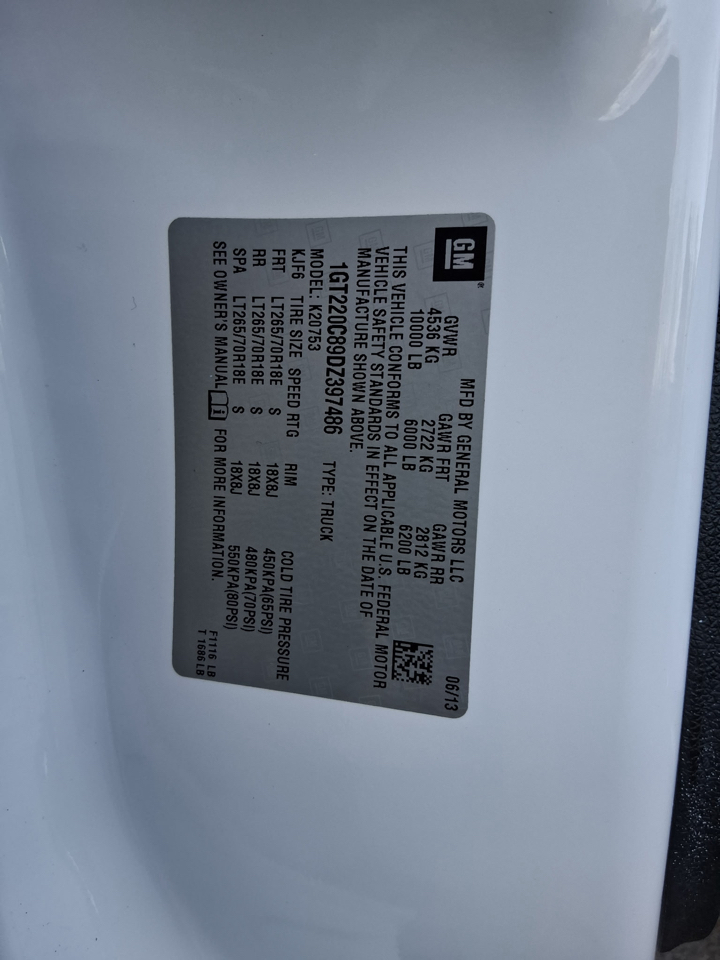 GM®
MFD BY GENERAL MOTORS LLC 06/13
GVWR GAWR FRT GAWR RR
4536 KG 2722 KG 2812 KG
10000 LB 6000 LB 6200 LB
THIS VEHICLE CONFORMS TO ALL APPLICABLE U.S. FEDERAL MOTOR
VEHICLE SAFETY STANDARDS IN EFFECT ON THE DATE OF
MANUFACTURE SHOWN ABOVE.
1GT220C89DZ397486 TYPE: TRUCK
MODEL: K20753
KJF6 TIRE SIZE SPEED RTG RIM COLD TIRE PRESSURE
FRT LT265/70R18E S 18X8J 450KPA(65PSI)
RR LT265/70R18E S 18X8J 480KPA(70PSI)
SPA LT265/70R18E S 18X8J 550KPA(80PSI)
SEE OWNER'S MANUAL i FOR MORE INFORMATION.
F1116 LB
T 1686 LB